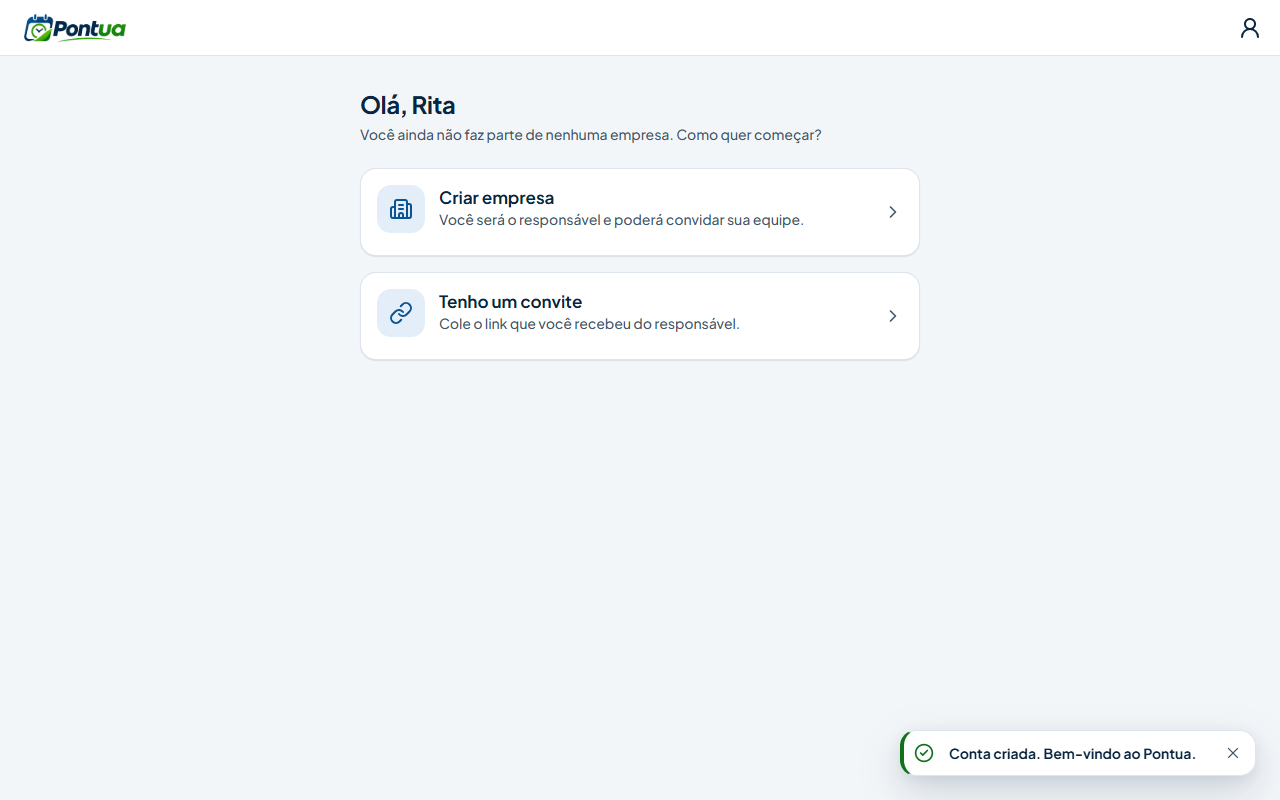 Pontua
Olá, Rita
Você ainda não faz parte de nenhuma empresa. Como quer começar?
Criar empresa
Você será o responsável e poderá convidar sua equipe.
Tenho um convite
Cole o link que você recebeu do responsável.
Conta criada. Bem-vindo ao Pontua.